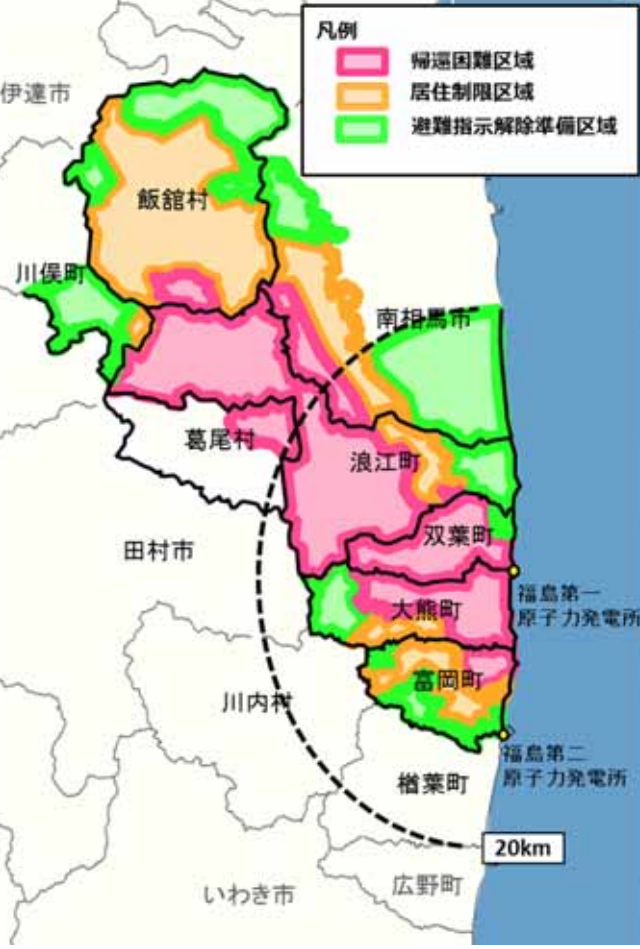 凡例
帰還困難区域
居住制限区域
避難指示解除準備区域
伊達市
飯舘村
川俣町
南相馬市
葛尾村
浪江町
双葉町
田村市
福島第一
原子力発電所
大熊町
富岡町
川内村
福島第二
原子力発電所
楢葉町
20km
広野町
いわき市